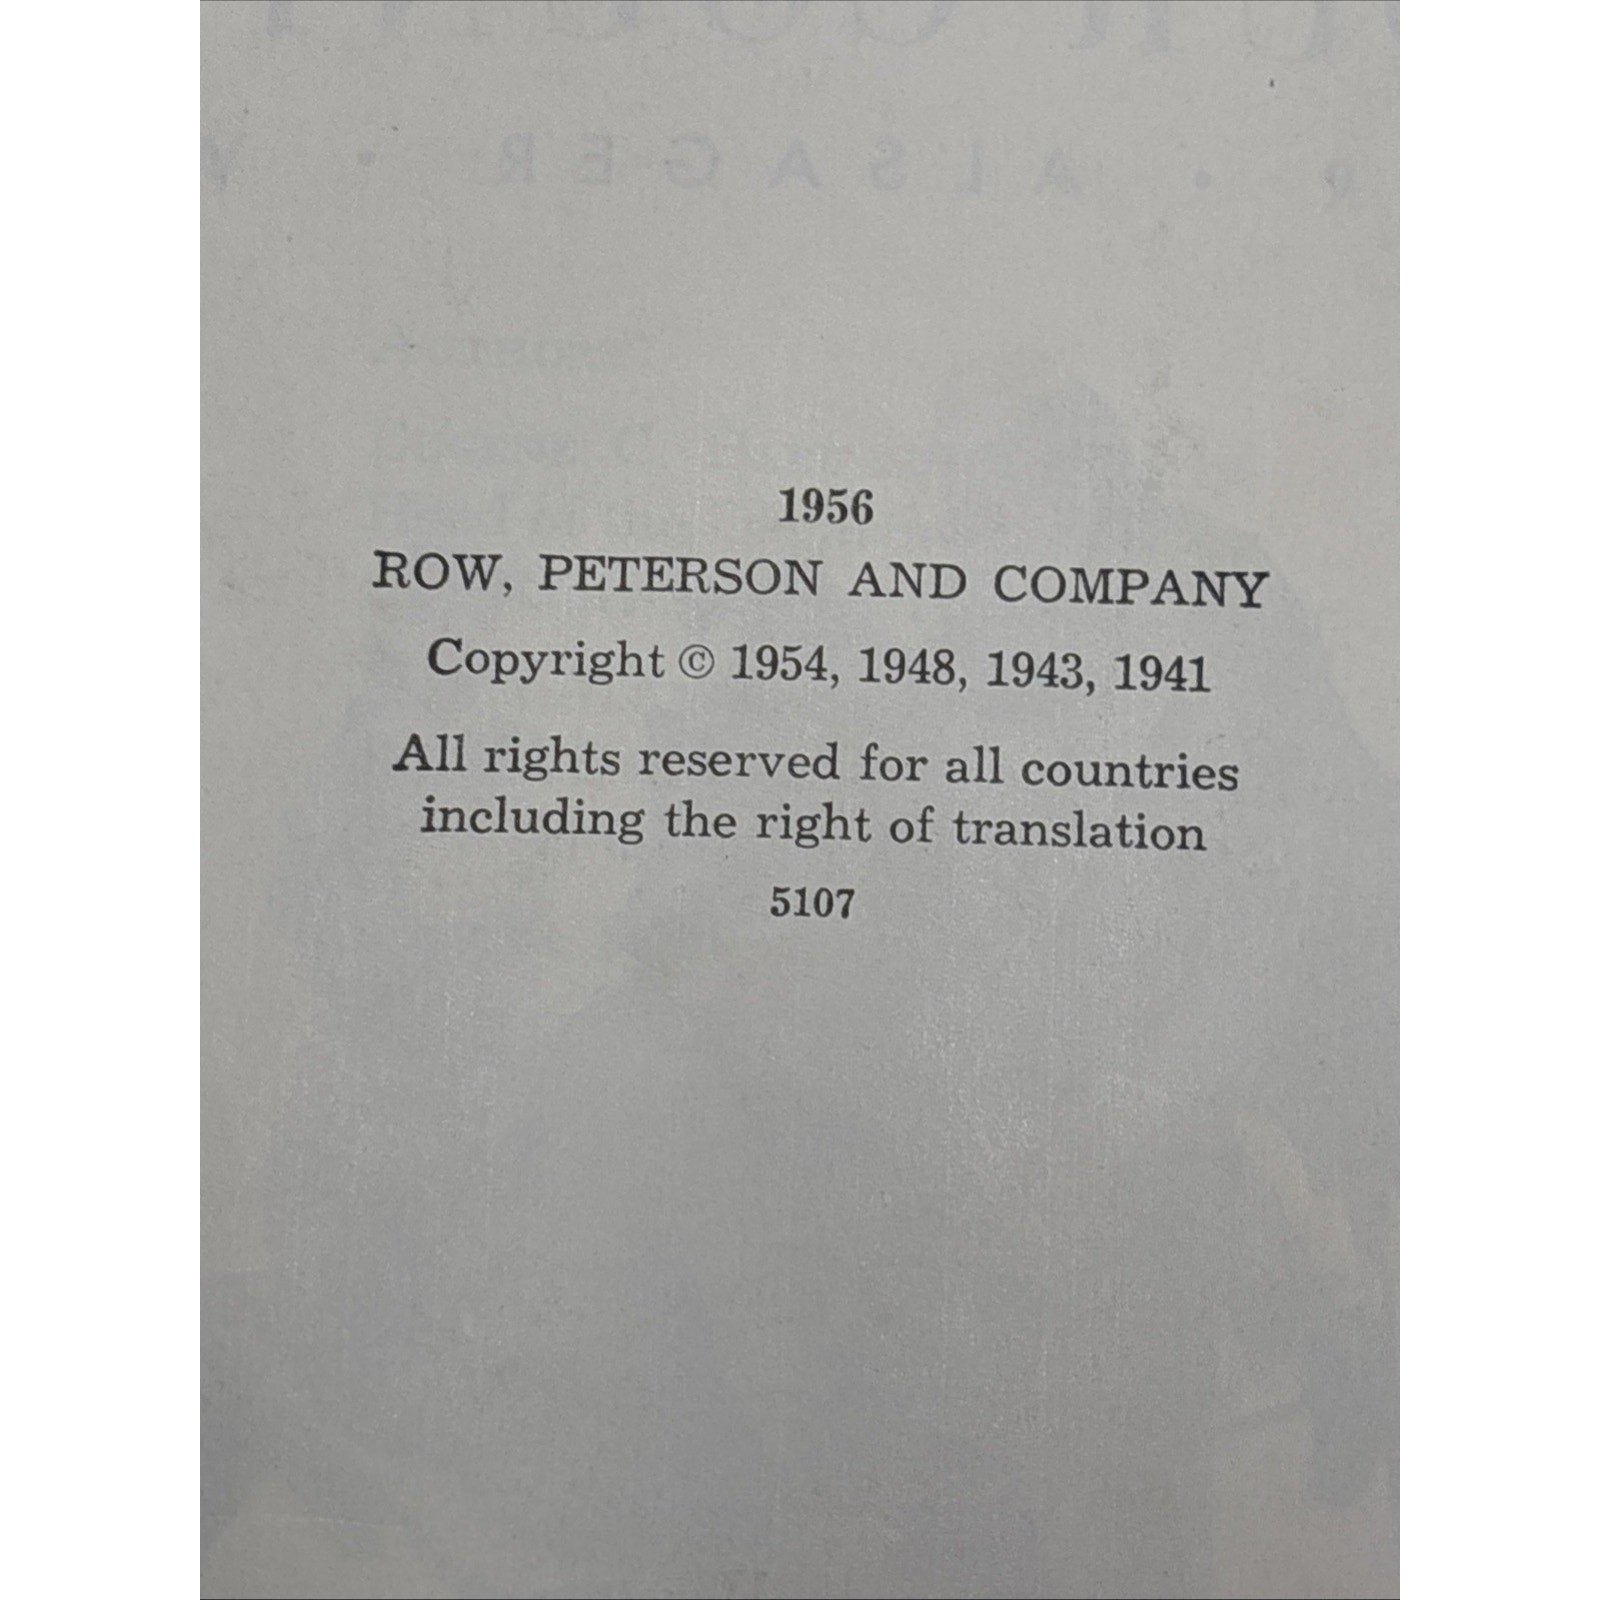 ALSAGER
1956
ROW, PETERSON AND COMPANY
Copyright © 1954, 1948, 1943, 1941
All rights reserved for all countries
including the right of translation
5107